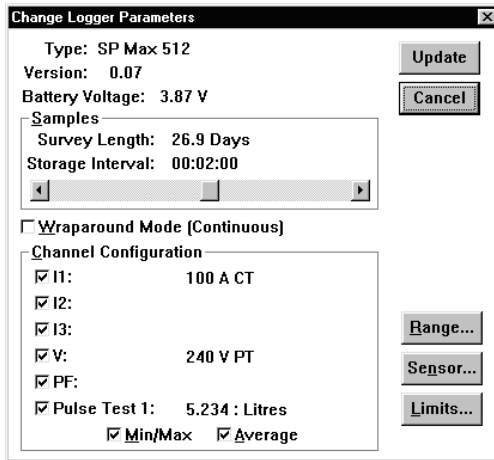 Change Logger Parameters
Type: SP Max 512
Version: 0.07
Battery Voltage: 3.87 V
Update
Cancel
Samples
Survey Length: 26.9 Days
Storage Interval: 00:02:00
Wraparound Mode (Continuous)
Channel Configuration
I1: 100 A CT
I2:
I3:
V: 240 V PT
PF:
Pulse Test 1: 5.234 : Litres
Min/Max Average
Range...
Sensor...
Limits...